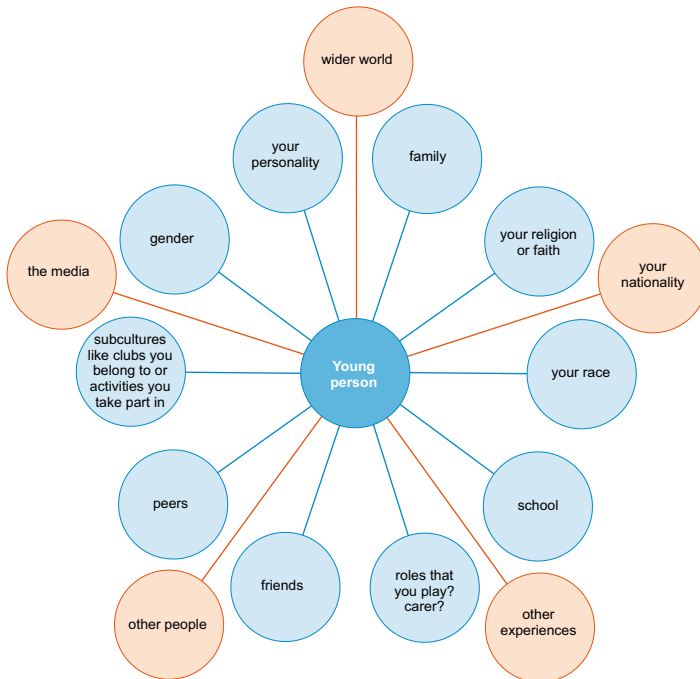 wider world
your
personality
family
gender
your religion
or faith
the media
your
nationality
subcultures
like clubs you
belong to or
activities you
take part in
Young
person
your race
peers
school
friends
roles that
you play?
carer?
other people
other
experiences